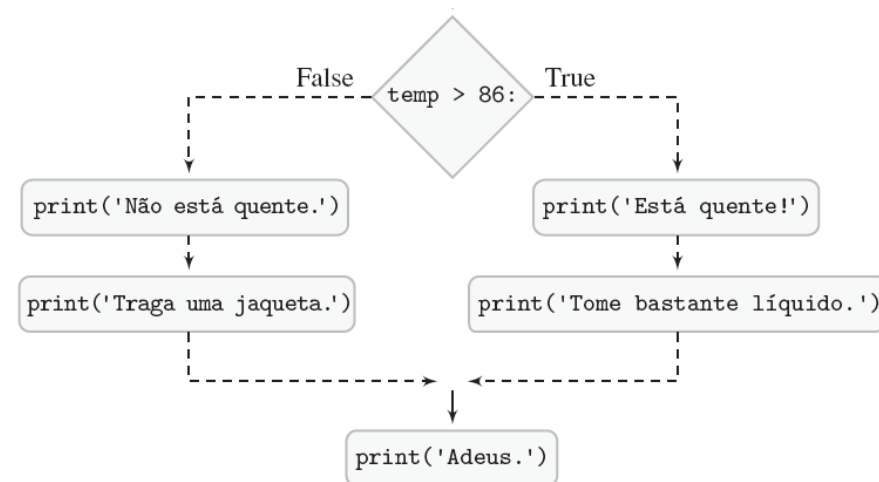 False
temp > 86:
True
print('Não está quente.')
print('Está quente!')
print('Traga uma jaqueta.')
print('Tome bastante líquido.')
print('Adeus.')